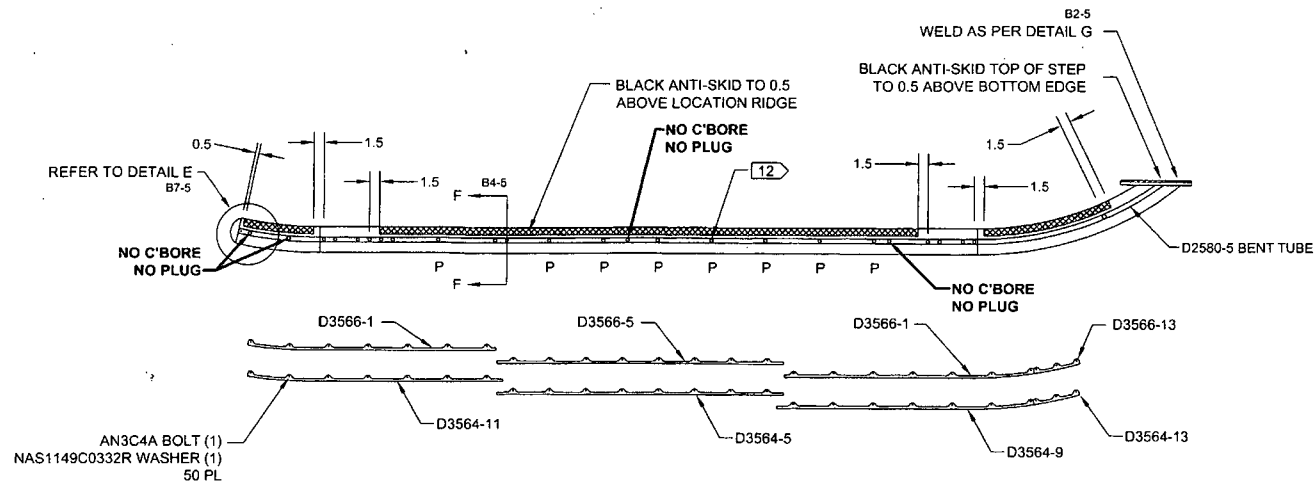 B2-5
WELD AS PER DETAIL G
BLACK ANTI-SKID TOP OF STEP
TO 0.5 ABOVE BOTTOM EDGE
BLACK ANTI-SKID TO 0.5
ABOVE LOCATION RIDGE
NO C'BORE
NO PLUG
0.5
1.5
1.5
1.5
REFER TO DETAIL E
B7-5
1.5
F
B4-5
12
1.5
NO C'BORE
NO PLUG
D2580-5 BENT TUBE
P
F
P
P
P
P
P
P
P
NO C'BORE
NO PLUG
D3566-1
D3566-5
D3566-1
D3566-13
D3564-11
D3564-5
D3564-9
D3564-13
AN3C4A BOLT (1)
NAS1149C0332R WASHER (1)
50 PL